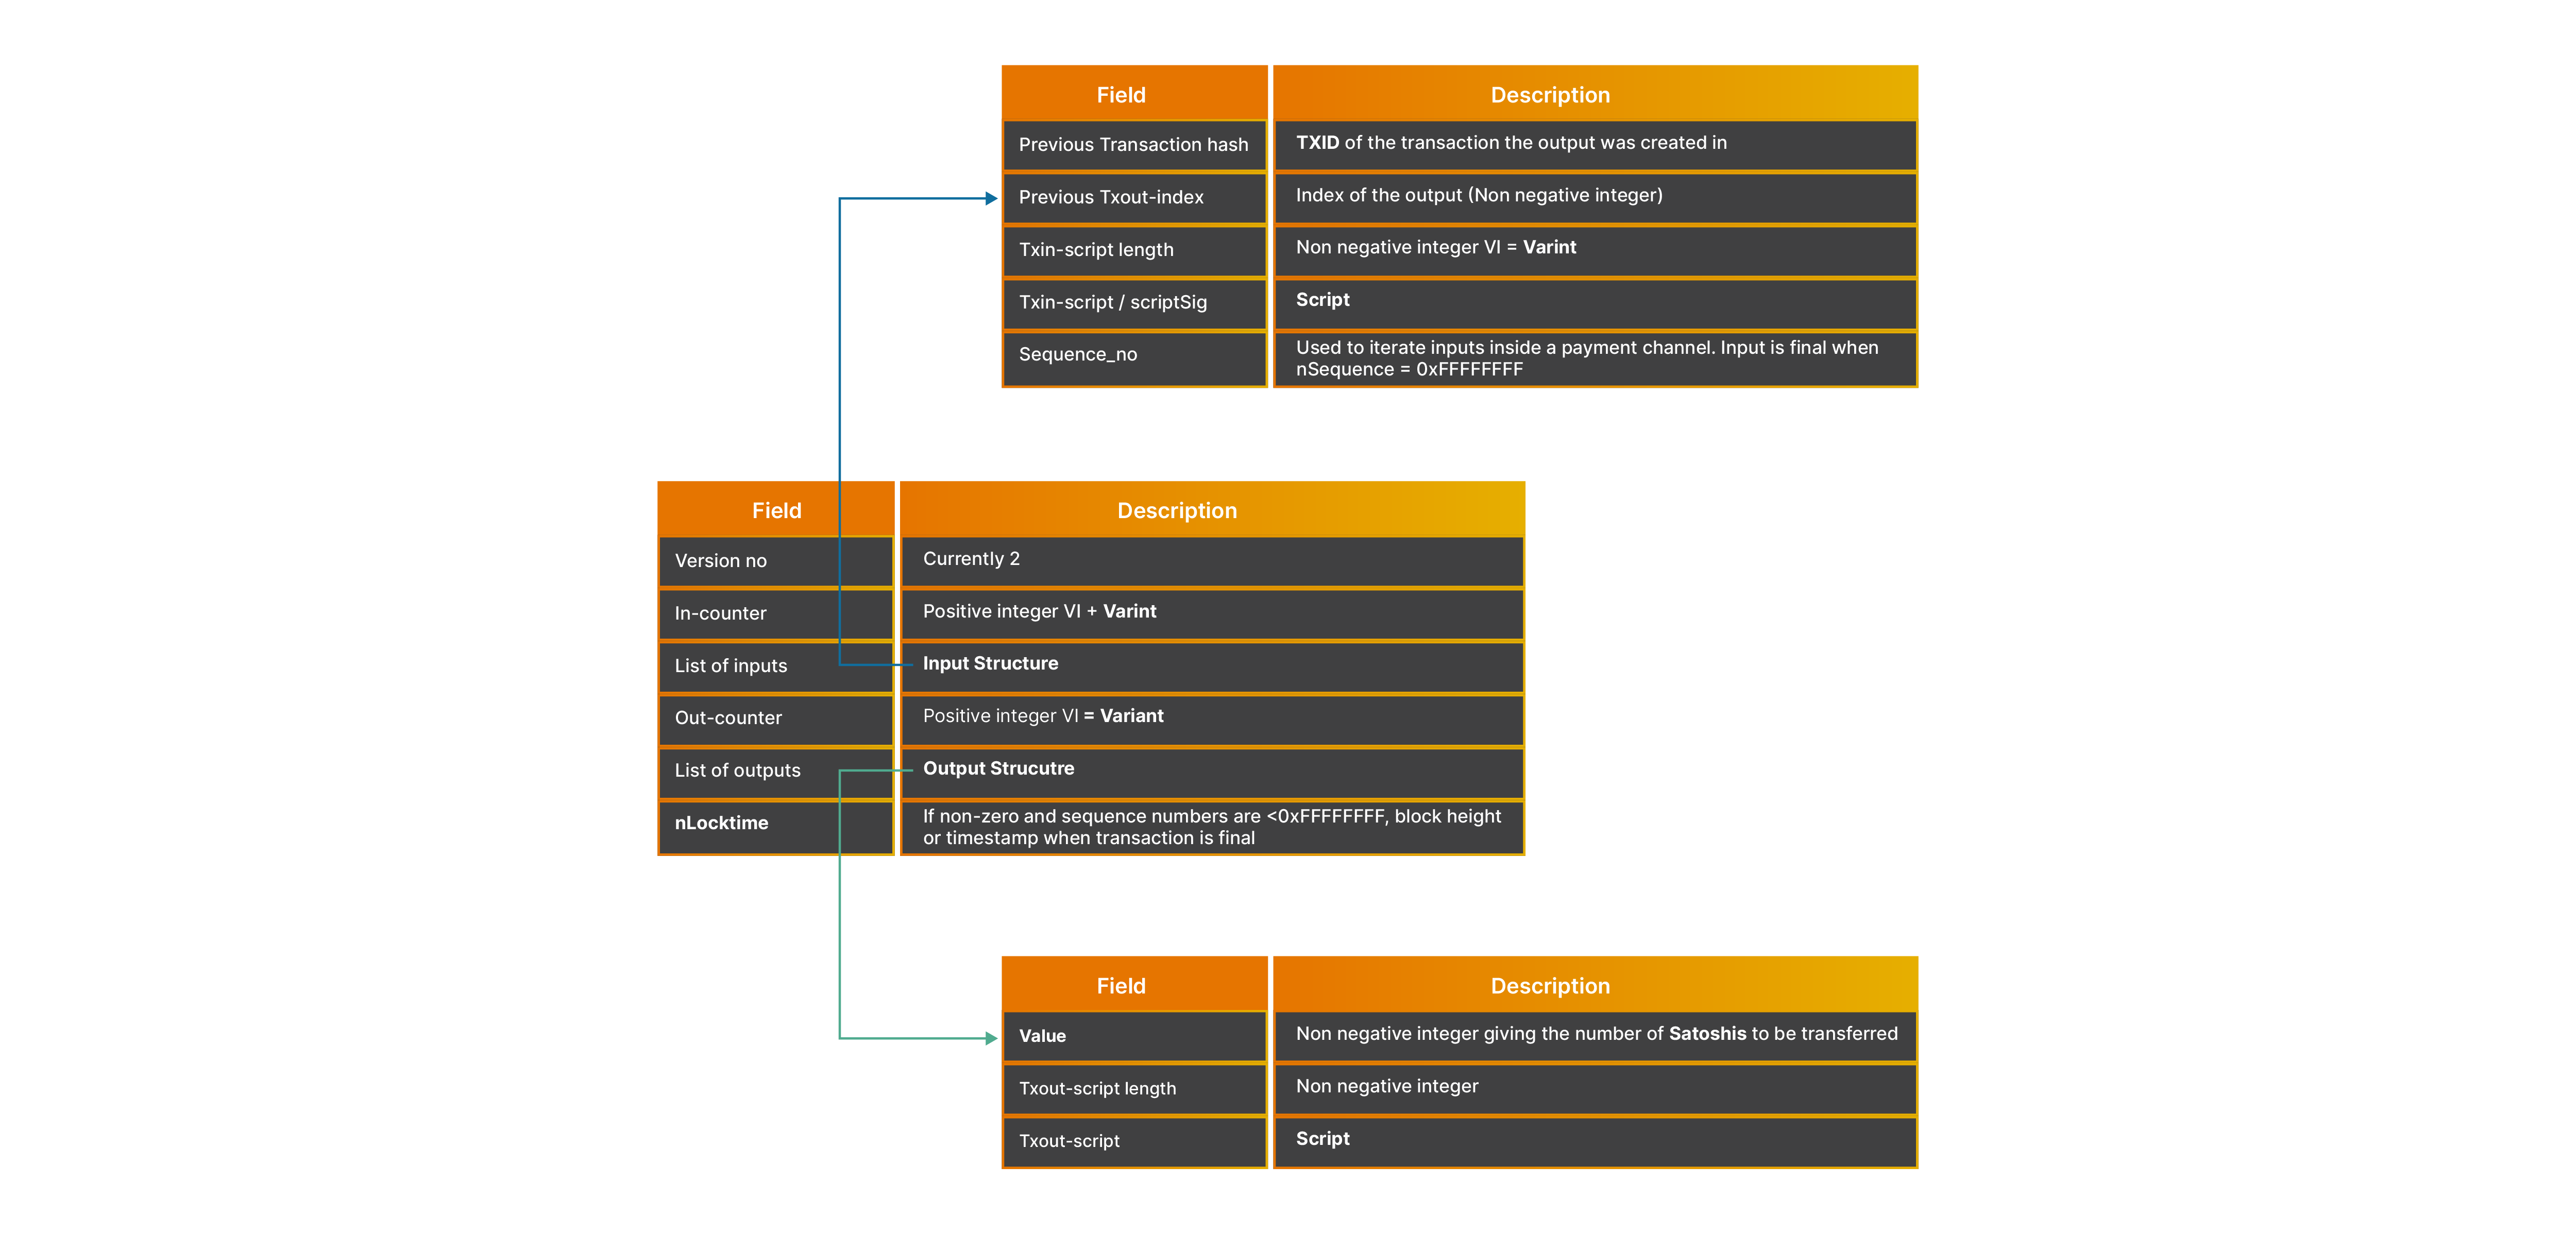 Field Description
Previous Transaction hash TXID of the transaction the output was created in
Previous Txout-index Index of the output (Non negative integer)
Txin-script length Non negative integer VI = Varint
Txin-script / scriptSig Script
Sequence_no Used to iterate inputs inside a payment channel. Input is final when
nSequence = 0xFFFFFFFF
Field Description
Version no Currently 2
In-counter Positive integer VI + Varint
List of inputs Input Structure
Out-counter Positive integer VI = Variant
List of outputs Output Strucutre
nLocktime If non-zero and sequence numbers are <0xFFFFFFFF, block height
or timestamp when transaction is final
Field Description
Value Non negative integer giving the number of Satoshis to be transferred
Txout-script length Non negative integer
Txout-script Script